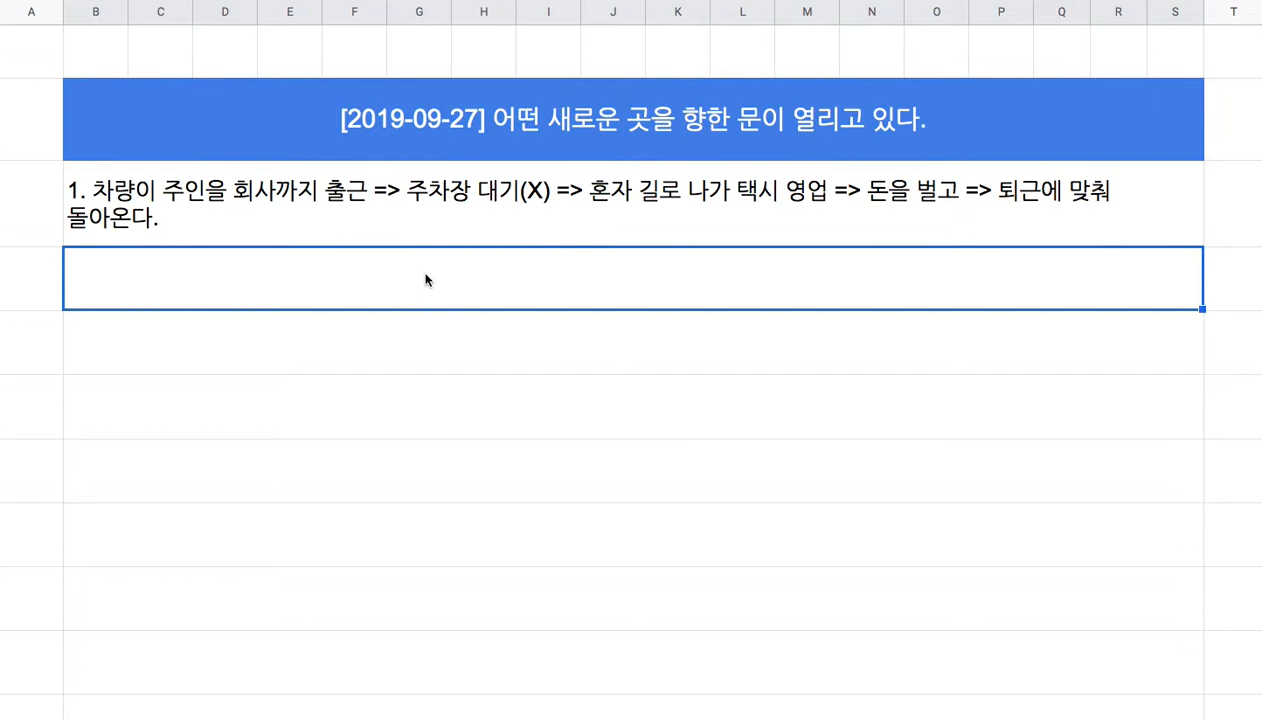 A B C D E F G H I J K L M N O P Q R S T
[2019-09-27] 어떤 새로운 곳을 향한 문이 열리고 있다.
1. 차량이 주인을 회사까지 출근 => 주차장 대기(X) => 혼자 길로 나가 택시 영업 => 돈을 벌고 => 퇴근에 맞춰
돌아온다.